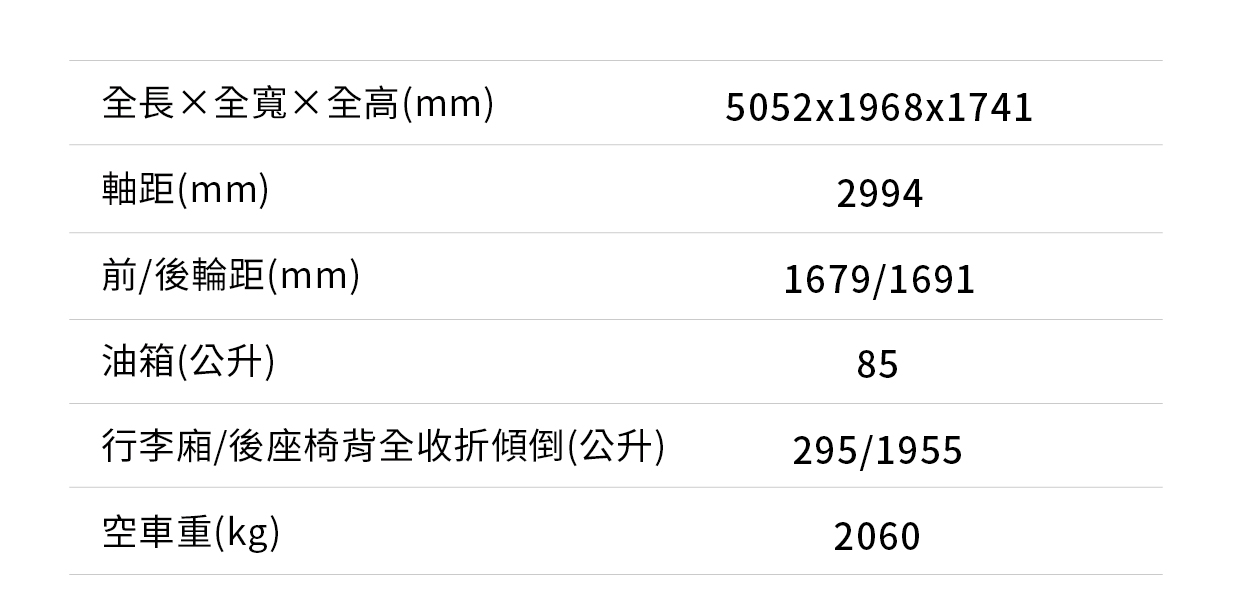 全長×全寬×全高(mm) 5052x1968x1741
軸距(mm) 2994
前/後輪距(mm) 1679/1691
油箱(公升) 85
行李廂/後座椅背全收折傾倒(公升) 295/1955
空車重(kg) 2060